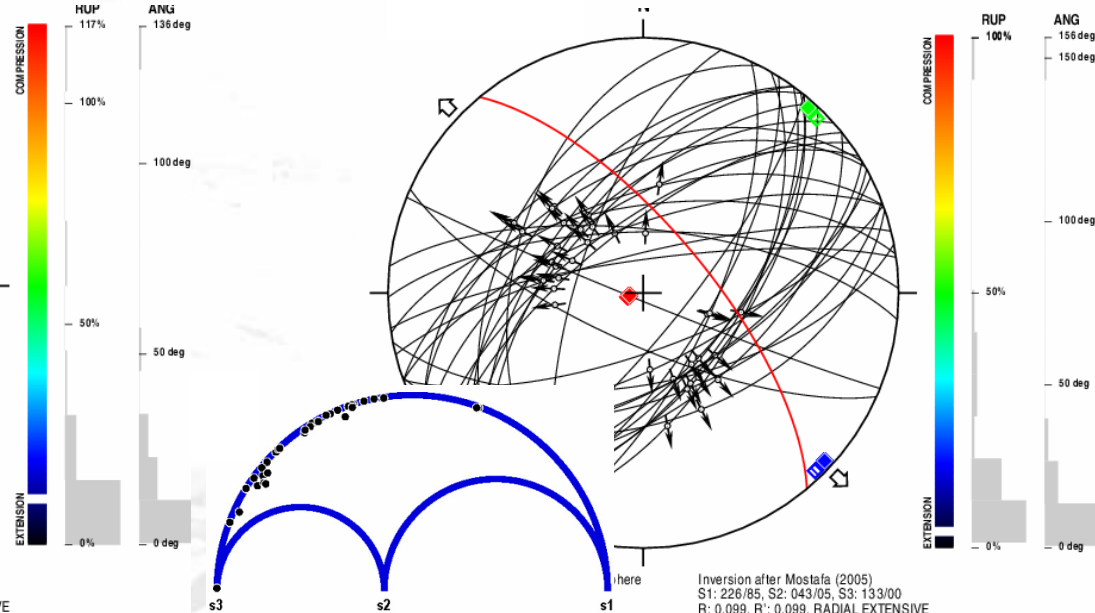 RUP
ANG
COMPRESSION
EXTENSION
117%
100%
50%
0%
136 deg
100 deg
50 deg
0 deg
N
RUP
ANG
COMPRESSION
EXTENSION
100%
50%
0%
156 deg
150 deg
100 deg
50 deg
0 deg
s3
s2
s1
here
Inversion after Mostafa (2005)
S1: 226/85, S2: 043/05, S3: 133/00
R: 0.099, R': 0.099, RADIAL EXTENSIVE
VE